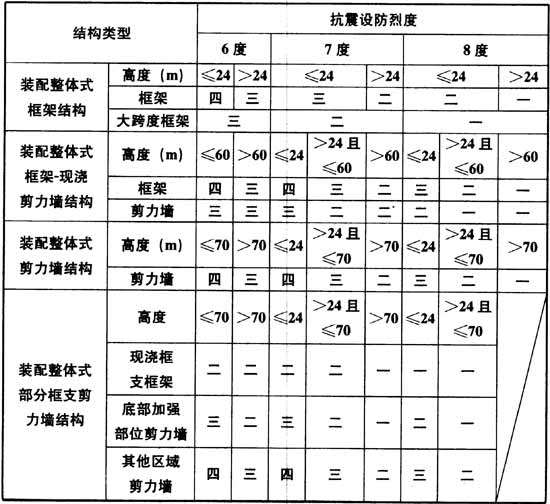 结构类型 抗震设防烈度
6度 7度 8度
装配整体式框架结构 高度（m） ≤24 >24 ≤24 >24 ≤24 >24
框架 四 三 三 二 二 一
大跨度框架 三 二 一
装配整体式框架-现浇剪力墙结构 高度（m） ≤60 >60 ≤24 >24且≤60 >60 ≤24 >24且≤60 >60
框架 四 三 四 三 二 三 二 一
剪力墙 三 三 三 二 二 二 一 一
装配整体式剪力墙结构 高度（m） ≤70 >70 ≤24 >24且≤70 >70 ≤24 >24且≤70 >70
剪力墙 四 三 四 三 二 三 二 一
装配整体式部分框支剪力墙结构 高度 ≤70 >70 ≤24 >24且≤70 >70 ≤24 >24且≤70
现浇框支框架 二 二 二 二 一 一 一
底部加强部位剪力墙 三 二 三 二 一 二 一
其他区域剪力墙 四 三 四 三 二 三 二